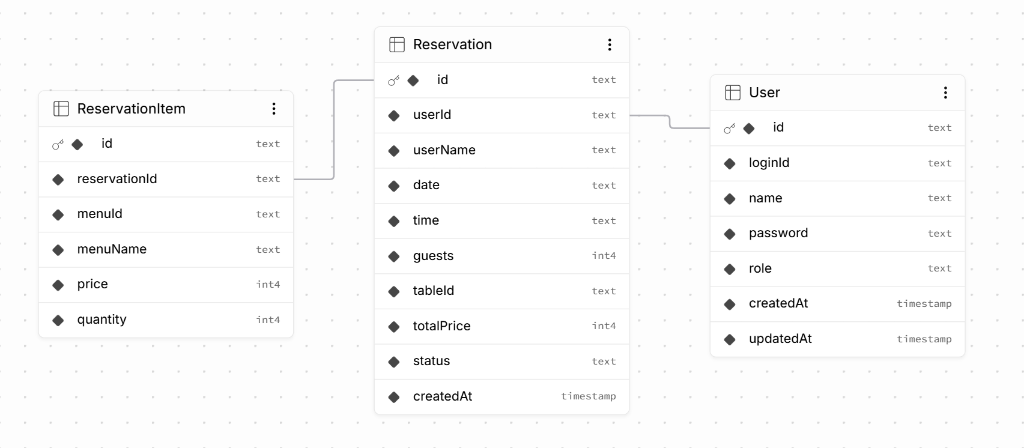 ReservationItem
id text
reservationId text
menuId text
menuName text
price int4
quantity int4
Reservation
id text
userId text
userName text
date text
time text
guests int4
tableId text
totalPrice int4
status text
createdAt timestamp
User
id text
loginId text
name text
password text
role text
createdAt timestamp
updatedAt timestamp